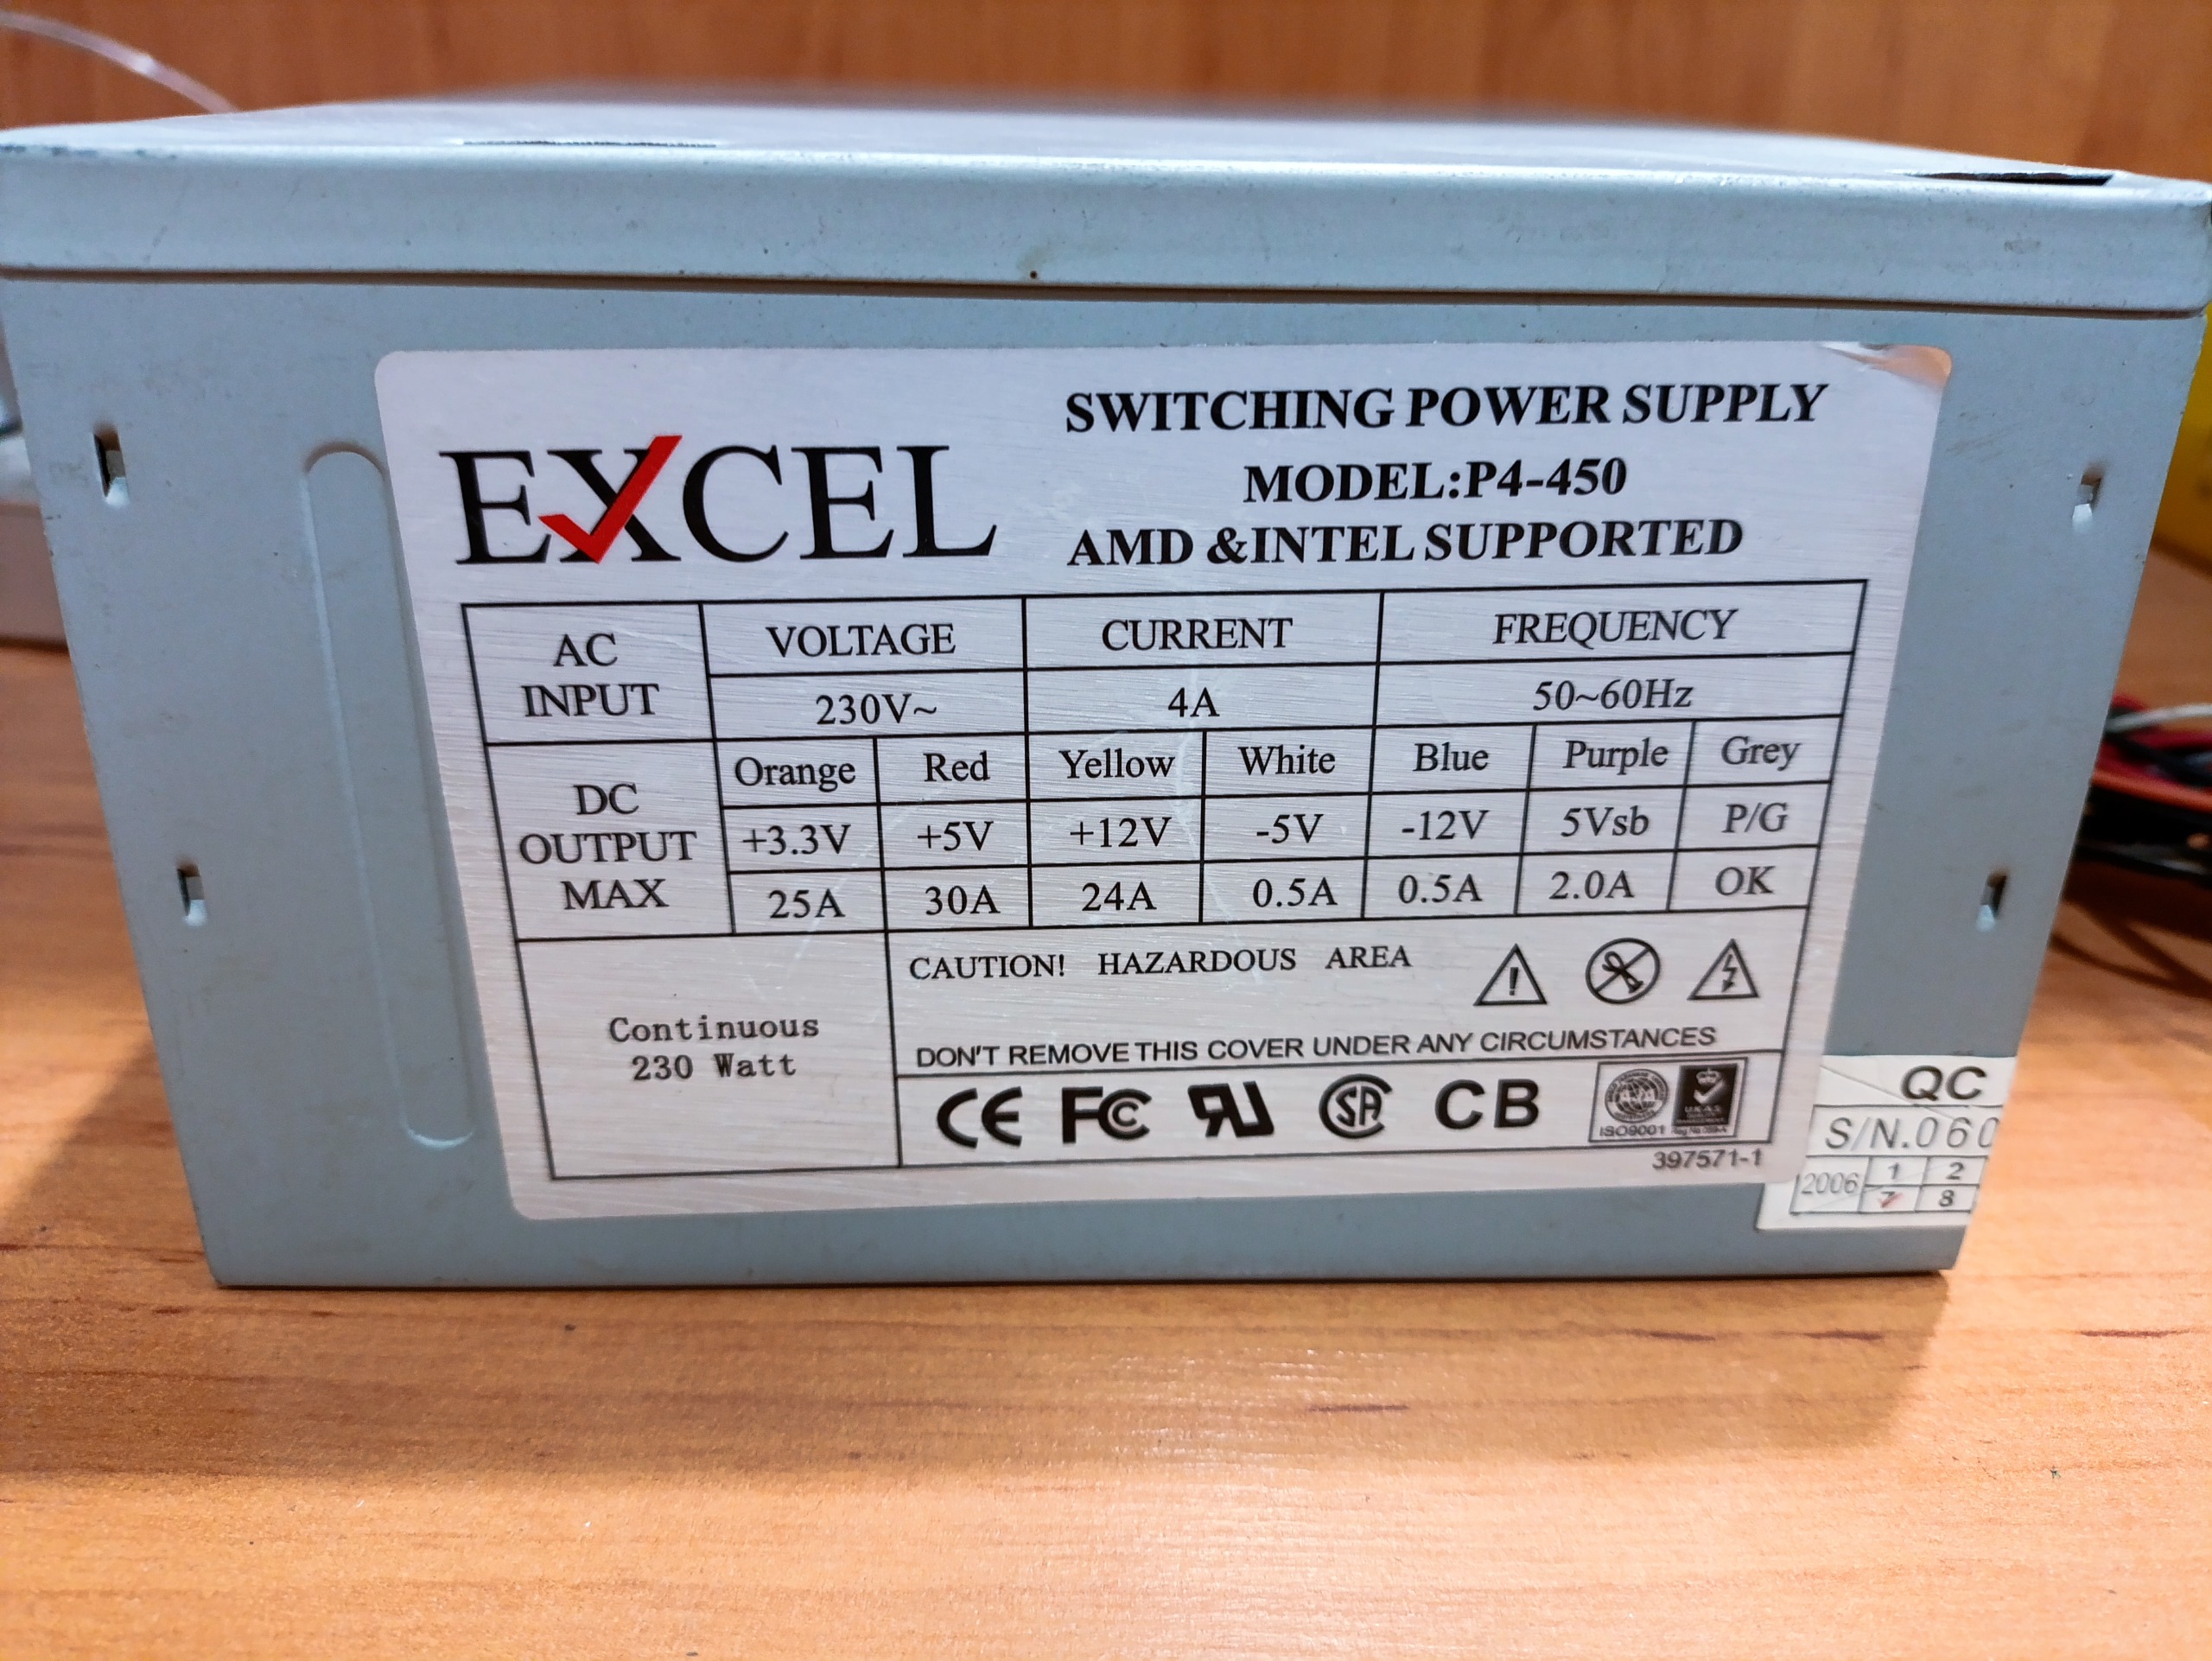 EXCEL
SWITCHING POWER SUPPLY
MODEL:P4-450
AMD &INTEL SUPPORTED
AC INPUT
VOLTAGE CURRENT FREQUENCY
230V~ 4A 50~60Hz
DC OUTPUT MAX
Orange Red Yellow White Blue Purple Grey
+3.3V +5V +12V -5V -12V 5Vsb P/G
25A 30A 24A 0.5A 0.5A 2.0A OK
Continuous
230 Watt
CAUTION! HAZARDOUS AREA
DON'T REMOVE THIS COVER UNDER ANY CIRCUMSTANCES
CE FC RU SA CB
ISO9001
397571-1
QC
S/N.060
2006 1 2
7 8